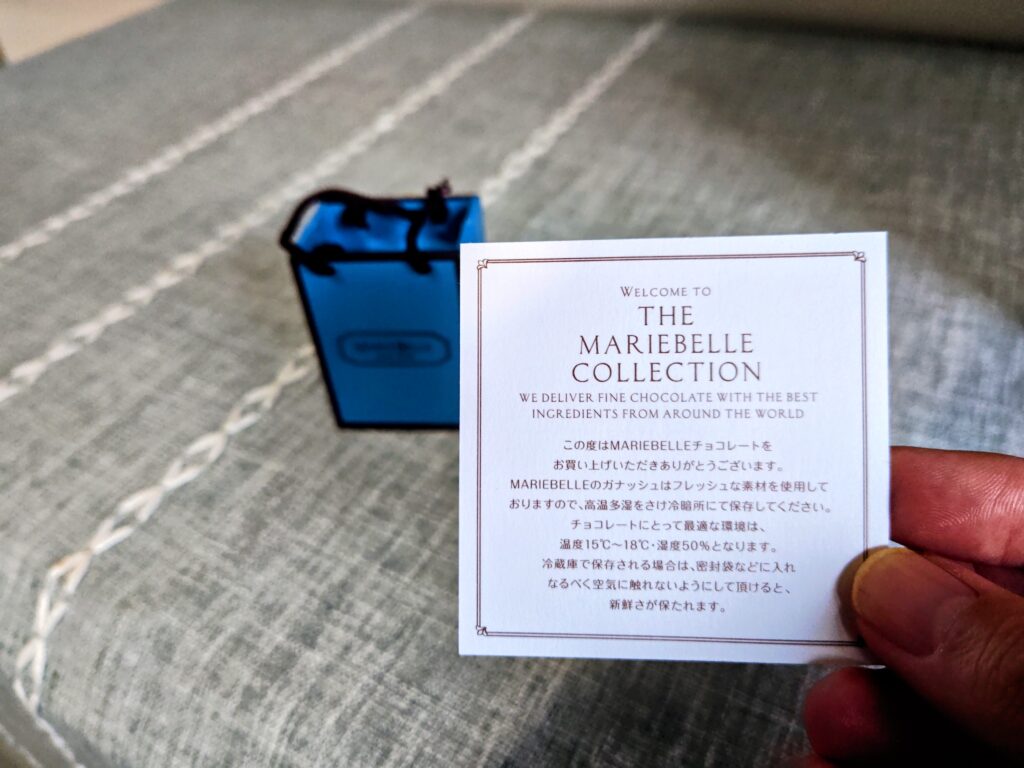 WELCOME TO
THE
MARIEBELLE
COLLECTION
WE DELIVER FINE CHOCOLATE WITH THE BEST
INGREDIENTS FROM AROUND THE WORLD
この度はMARIEBELLEチョコレートを
お買い上げいただきありがとうございます。
MARIEBELLEのガナッシュはフレッシュな素材を使用して
おりますので、高温多湿をさけ冷暗所にて保存してください。
チョコレートにとって最適な環境は、
温度15℃〜18℃・湿度50%となります。
冷蔵庫で保存される場合は、密封袋などに入れ
なるべく空気に触れないようにして頂けると、
新鮮さが保たれます。